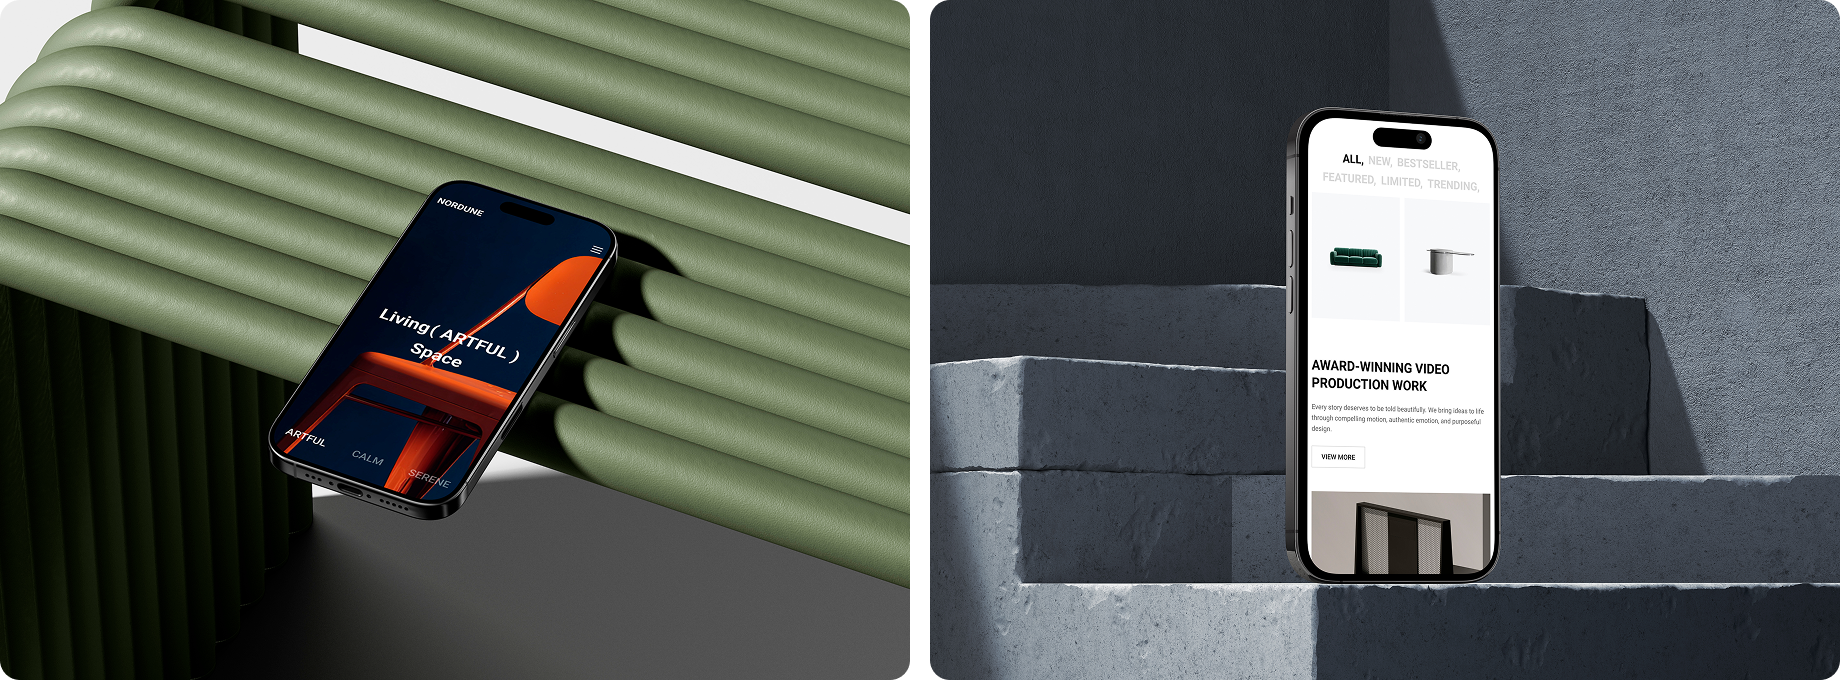 NORDUNE
Living( ARTFUL )
Space
ARTFUL
CALM
SERENE
ALL, NEW, BESTSELLER,
FEATURED, LIMITED, TRENDING,
AWARD-WINNING VIDEO
PRODUCTION WORK
Every story deserves to be told beautifully. We bring ideas to life
through compelling motion, authentic emotion, and purposeful
design.
VIEW MORE